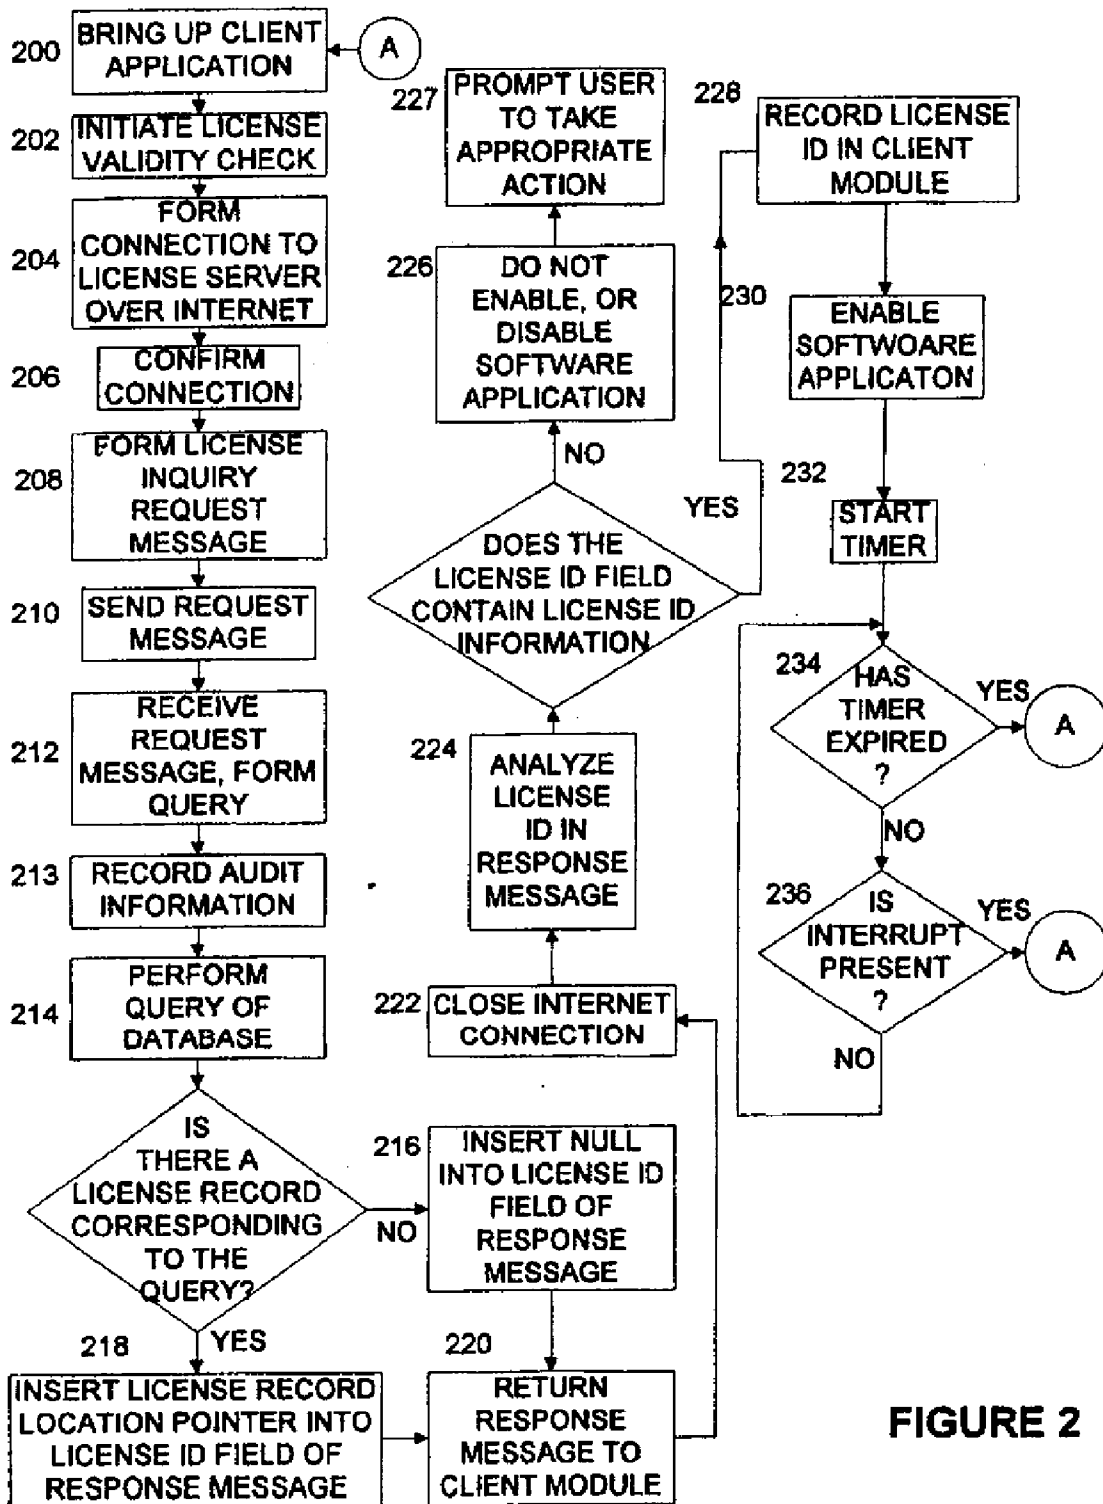 200
BRING UP CLIENT
APPLICATION
A
202
INITIATE LICENSE
VALIDITY CHECK
204
FORM
CONNECTION TO
LICENSE SERVER
OVER INTERNET
206
CONFIRM
CONNECTION
208
FORM LICENSE
INQUIRY
REQUEST
MESSAGE
210
SEND REQUEST
MESSAGE
212
RECEIVE
REQUEST
MESSAGE, FORM
QUERY
213
RECORD AUDIT
INFORMATION
214
PERFORM
QUERY OF
DATABASE
IS
THERE A
LICENSE RECORD
CORRESPONDING
TO THE
QUERY?
NO
YES
216
INSERT NULL
INTO LICENSE ID
FIELD OF
RESPONSE
MESSAGE
218
INSERT LICENSE RECORD
LOCATION POINTER INTO
LICENSE ID FIELD OF
RESPONSE MESSAGE
220
RETURN
RESPONSE
MESSAGE TO
CLIENT MODULE
222
CLOSE INTERNET
CONNECTION
224
ANALYZE
LICENSE
ID IN
RESPONSE
MESSAGE
DOES THE
LICENSE ID FIELD
CONTAIN LICENSE ID
INFORMATION
NO
YES
226
DO NOT
ENABLE, OR
DISABLE
SOFTWARE
APPLICATION
227
PROMPT USER
TO TAKE
APPROPRIATE
ACTION
228
RECORD LICENSE
ID IN CLIENT
MODULE
230
ENABLE
SOFTWOARE
APPLICATON
232
START
TIMER
234
HAS
TIMER
EXPIRED
?
YES
A
NO
236
IS
INTERRUPT
PRESENT
?
YES
A
NO
FIGURE 2